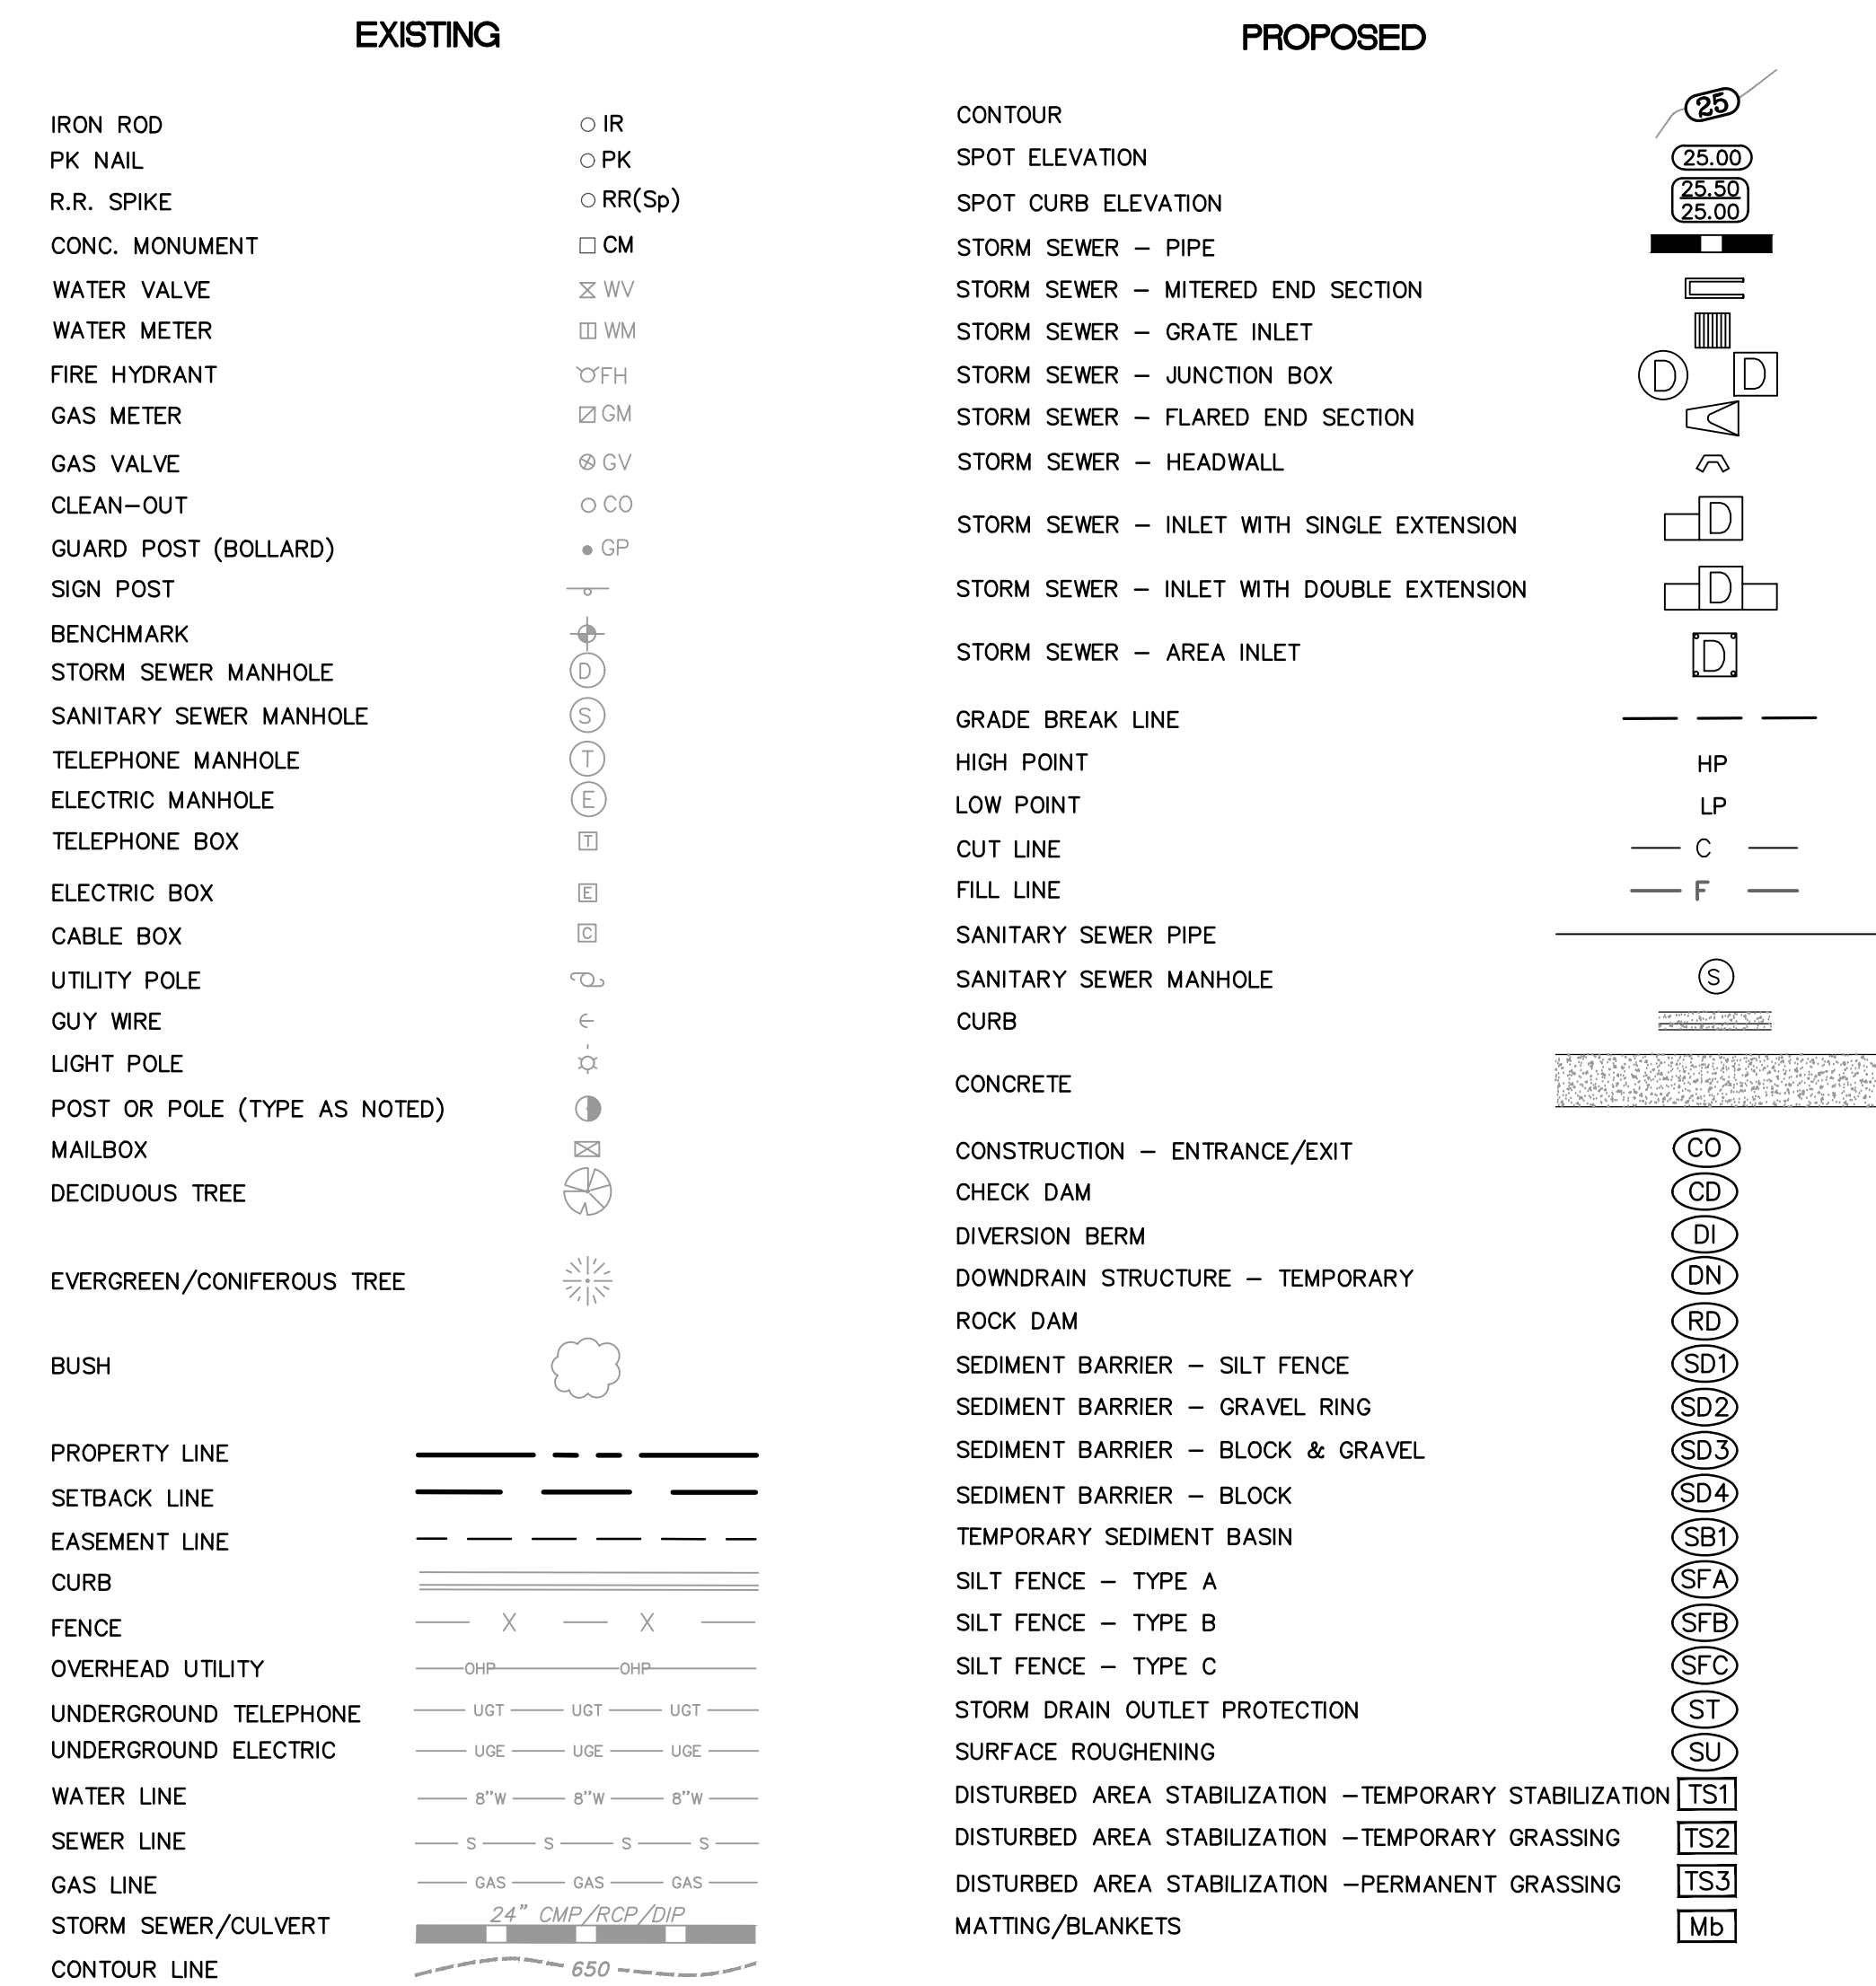 EXISTING
IRON ROD IR
PK NAIL PK
R.R. SPIKE RR(Sp)
CONC. MONUMENT CM
WATER VALVE WV
WATER METER WM
FIRE HYDRANT FH
GAS METER GM
GAS VALVE GV
CLEAN-OUT CO
GUARD POST (BOLLARD) GP
SIGN POST
BENCHMARK
STORM SEWER MANHOLE D
SANITARY SEWER MANHOLE S
TELEPHONE MANHOLE T
ELECTRIC MANHOLE E
TELEPHONE BOX T
ELECTRIC BOX E
CABLE BOX C
UTILITY POLE
GUY WIRE
LIGHT POLE
POST OR POLE (TYPE AS NOTED)
MAILBOX
DECIDUOUS TREE
EVERGREEN/CONIFEROUS TREE
BUSH
PROPERTY LINE
SETBACK LINE
EASEMENT LINE
CURB
FENCE X X
OVERHEAD UTILITY OHP OHP
UNDERGROUND TELEPHONE UGT UGT UGT
UNDERGROUND ELECTRIC UGE UGE UGE
WATER LINE 8"W 8"W 8"W
SEWER LINE S S S S
GAS LINE GAS GAS GAS
STORM SEWER/CULVERT 24" CMP/RCP/DIP
CONTOUR LINE 650
PROPOSED
CONTOUR 25
SPOT ELEVATION 25.00
SPOT CURB ELEVATION 25.50
25.00
STORM SEWER - PIPE
STORM SEWER - MITERED END SECTION
STORM SEWER - GRATE INLET
STORM SEWER - JUNCTION BOX D D
STORM SEWER - FLARED END SECTION
STORM SEWER - HEADWALL
STORM SEWER - INLET WITH SINGLE EXTENSION D
STORM SEWER - INLET WITH DOUBLE EXTENSION D
STORM SEWER - AREA INLET D
GRADE BREAK LINE
HIGH POINT HP
LOW POINT LP
CUT LINE C
FILL LINE F
SANITARY SEWER PIPE
SANITARY SEWER MANHOLE S
CURB
CONCRETE
CONSTRUCTION - ENTRANCE/EXIT CO
CHECK DAM CD
DIVERSION BERM DI
DOWNDRAIN STRUCTURE - TEMPORARY DN
ROCK DAM RD
SEDIMENT BARRIER - SILT FENCE SD1
SEDIMENT BARRIER - GRAVEL RING SD2
SEDIMENT BARRIER - BLOCK & GRAVEL SD3
SEDIMENT BARRIER - BLOCK SD4
TEMPORARY SEDIMENT BASIN SB1
SILT FENCE - TYPE A SFA
SILT FENCE - TYPE B SFB
SILT FENCE - TYPE C SFC
STORM DRAIN OUTLET PROTECTION ST
SURFACE ROUGHENING SU
DISTURBED AREA STABILIZATION -TEMPORARY STABILIZATION TS1
DISTURBED AREA STABILIZATION -TEMPORARY GRASSING TS2
DISTURBED AREA STABILIZATION -PERMANENT GRASSING TS3
MATTING/BLANKETS Mb